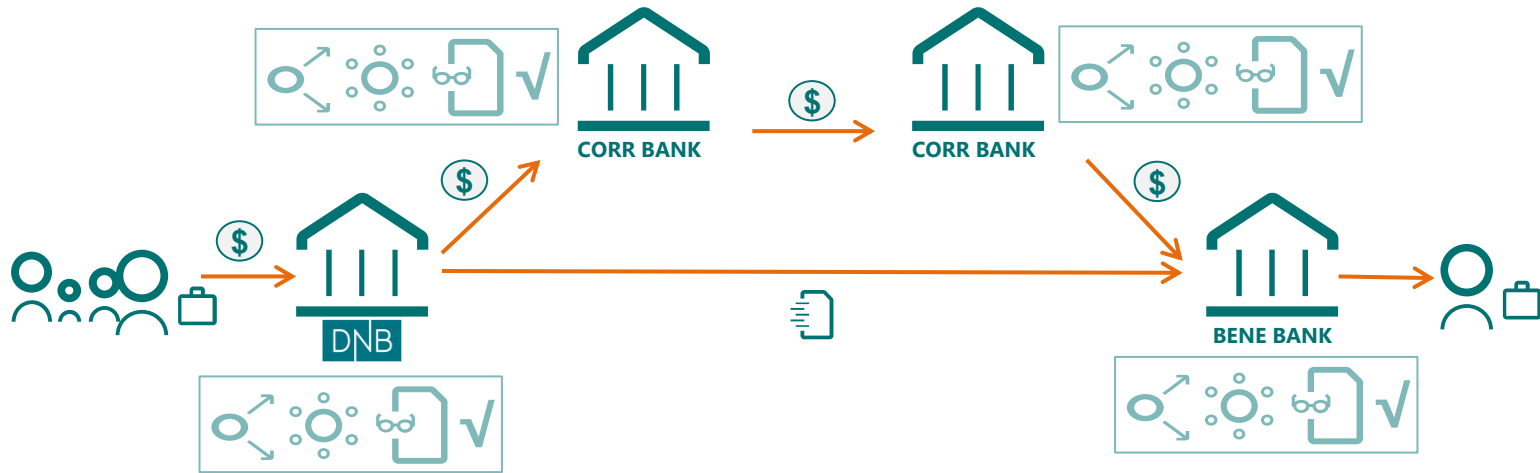 √
CORR BANK
$
CORR BANK
√
$
$
$
DNB
BENE BANK
√
√